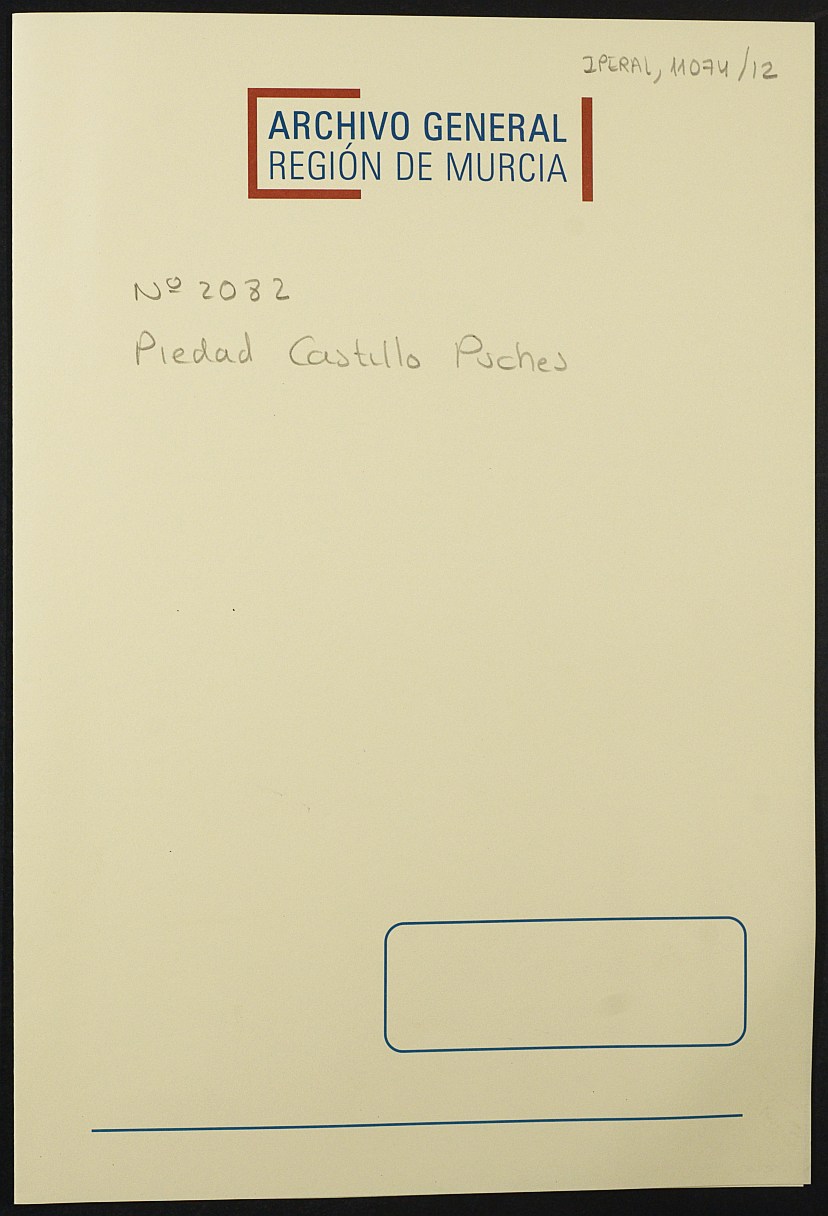 IPERAL, 11074/12
ARCHIVO GENERAL
REGIÓN DE MURCIA
Nº 2082
Piedad Castillo Puches